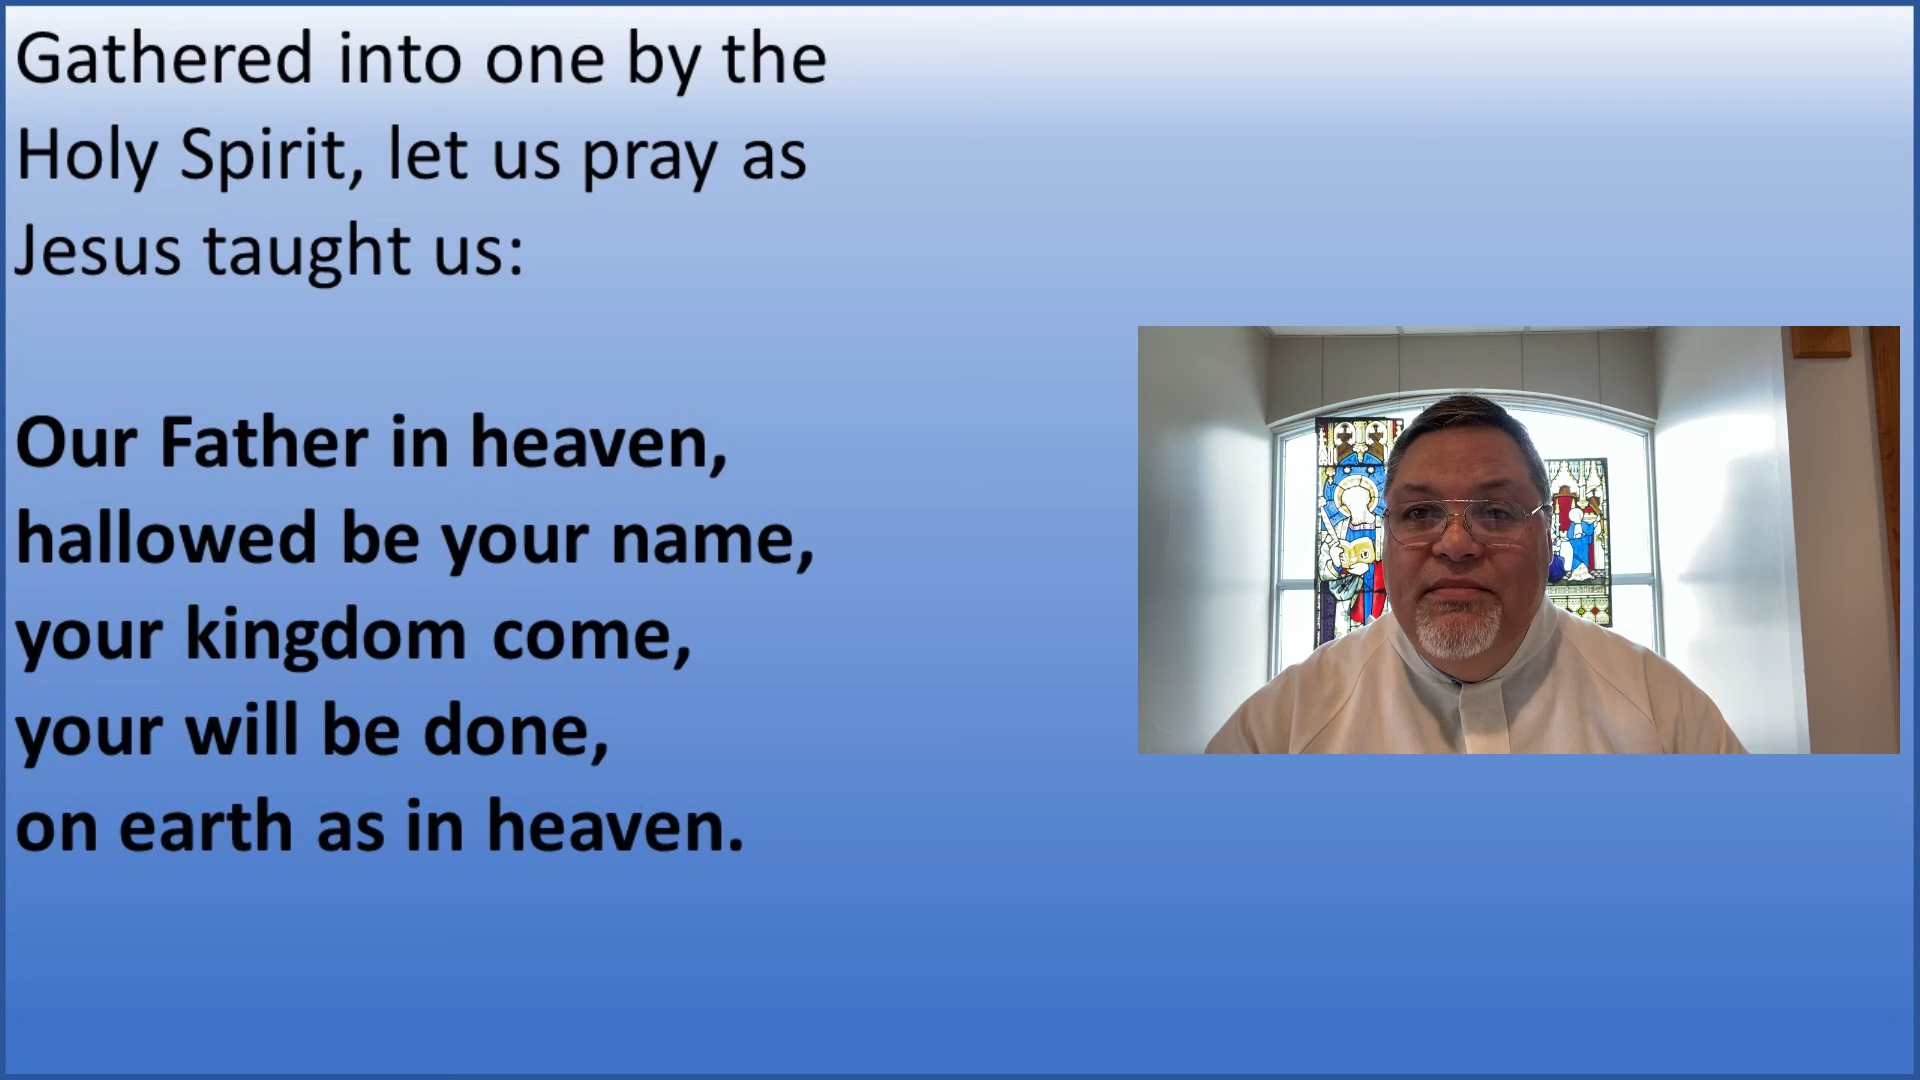 Gathered into one by the
Holy Spirit, let us pray as
Jesus taught us:
Our Father in heaven,
hallowed be your name,
your kingdom come,
your will be done,
on earth as in heaven.